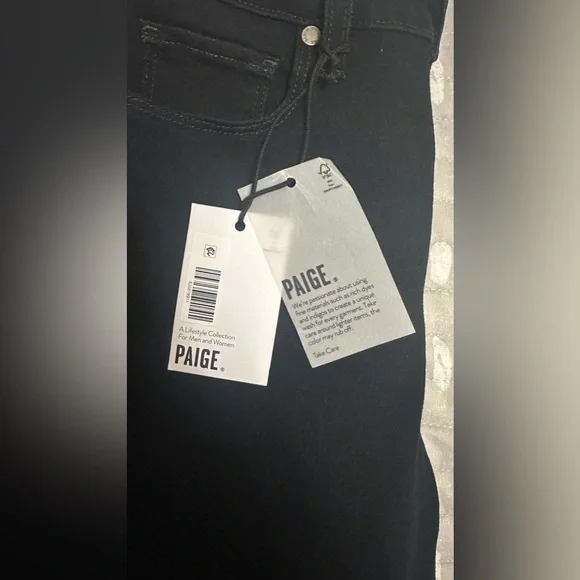 A Lifestyle Collection
For Men and Women
PAIGE®
PAIGE®
We're passionate about using
fine materials such as rich dyes
and indigos to create a unique
wash for every garment. Take
care around lighter items, the
color may rub off.
Take Care